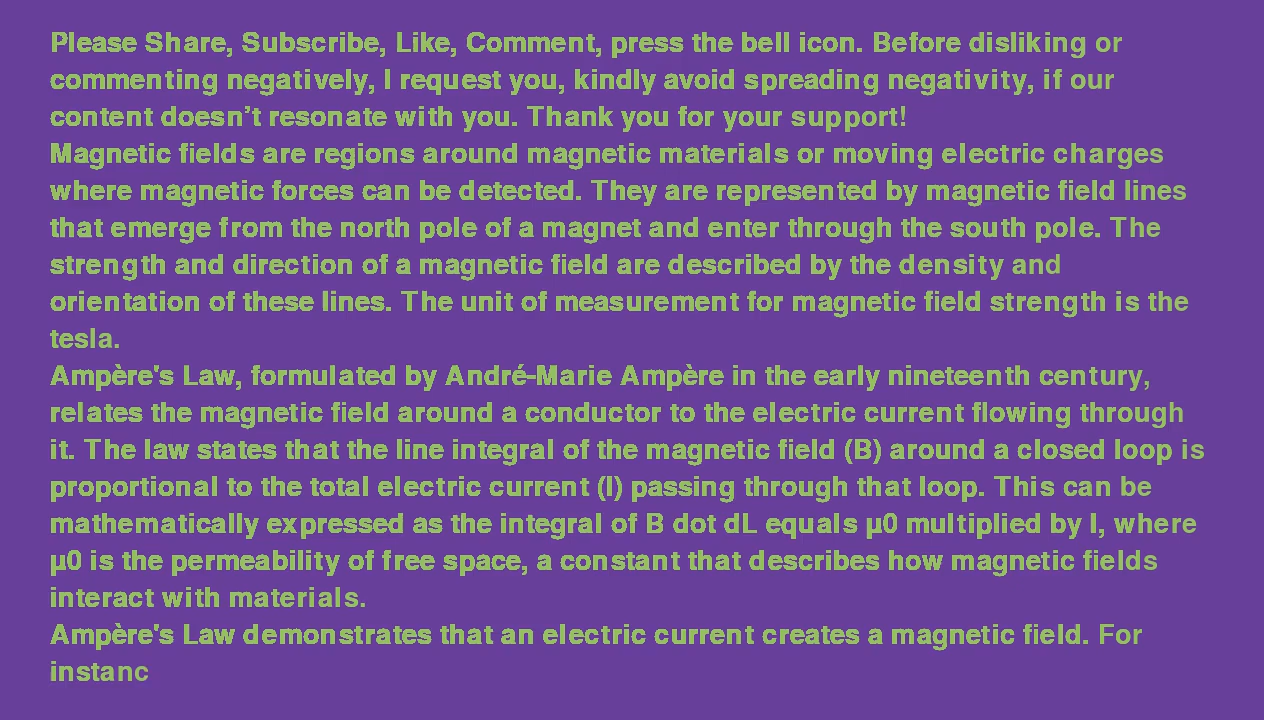 Please Share, Subscribe, Like, Comment, press the bell icon. Before disliking or
commenting negatively, I request you, kindly avoid spreading negativity, if our
content doesn’t resonate with you. Thank you for your support!
Magnetic fields are regions around magnetic materials or moving electric charges
where magnetic forces can be detected. They are represented by magnetic field lines
that emerge from the north pole of a magnet and enter through the south pole. The
strength and direction of a magnetic field are described by the density and
orientation of these lines. The unit of measurement for magnetic field strength is the
tesla.
Ampère's Law, formulated by André-Marie Ampère in the early nineteenth century,
relates the magnetic field around a conductor to the electric current flowing through
it. The law states that the line integral of the magnetic field (B) around a closed loop is
proportional to the total electric current (I) passing through that loop. This can be
mathematically expressed as the integral of B dot dL equals μ0 multiplied by I, where
μ0 is the permeability of free space, a constant that describes how magnetic fields
interact with materials.
Ampère's Law demonstrates that an electric current creates a magnetic field. For
instanc